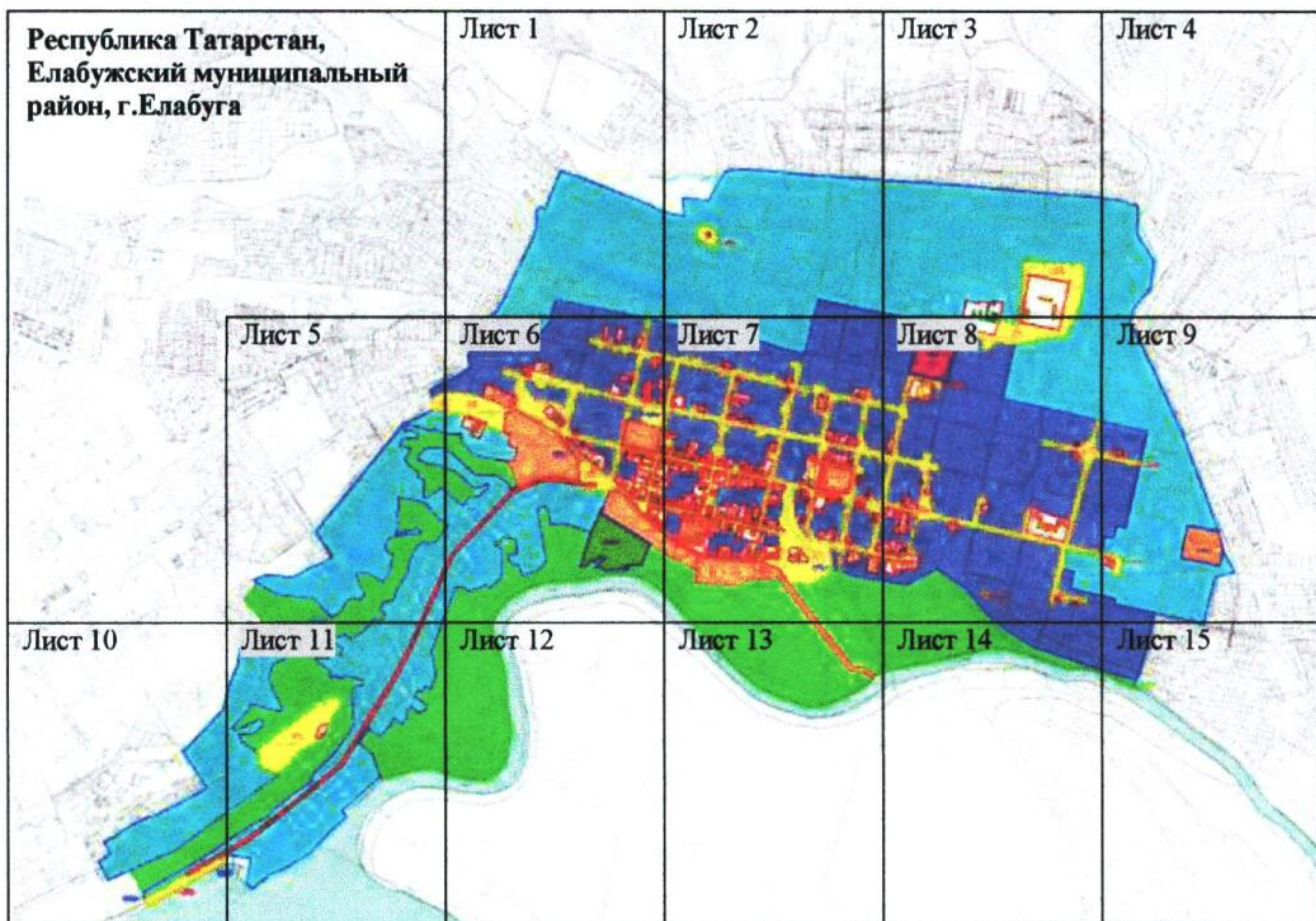 Республика Татарстан,
Елабужский муниципальный
район, г.Елабуга
Лист 1
Лист 2
Лист 3
Лист 4
Лист 5
Лист 6
Лист 7
Лист 8
Лист 9
Лист 10
Лист 11
Лист 12
Лист 13
Лист 14
Лист 15